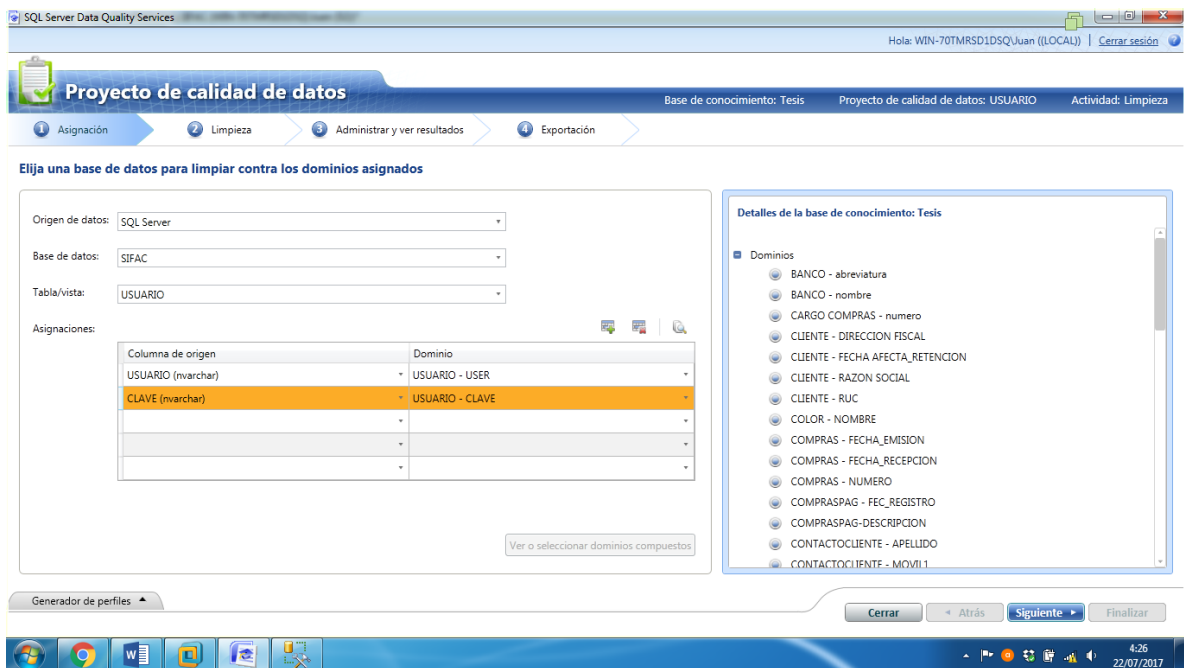 SQL Server Data Quality Services
Hola: WIN-70TMRSD1DSQ\Juan ((LOCAL)) | Cerrar sesión
Proyecto de calidad de datos
Base de conocimiento: Tesis Proyecto de calidad de datos: USUARIO Actividad: Limpieza
1 Asignación 2 Limpieza 3 Administrar y ver resultados 4 Exportación
Elija una base de datos para limpiar contra los dominios asignados
Origen de datos: SQL Server
Base de datos: SIFAC
Tabla/vista: USUARIO
Asignaciones:
Columna de origen Dominio
USUARIO (nvarchar) USUARIO - USER
CLAVE (nvarchar) USUARIO - CLAVE
Ver o seleccionar dominios compuestos
Detalles de la base de conocimiento: Tesis
Dominios
BANCO - abreviatura
BANCO - nombre
CARGO COMPRAS - numero
CLIENTE - DIRECCION FISCAL
CLIENTE - FECHA AFECTA_RETENCION
CLIENTE - RAZON SOCIAL
CLIENTE - RUC
COLOR - NOMBRE
COMPRAS - FECHA_EMISION
COMPRAS - FECHA_RECEPCION
COMPRAS - NUMERO
COMPRASPAG - FEC_REGISTRO
COMPRASPAG-DESCRIPCION
CONTACTOCLIENTE - APELLIDO
CONTACTOCLIENTE - MOVIL1
Generador de perfiles
Cerrar Atrás Siguiente Finalizar
4:26
22/07/2017